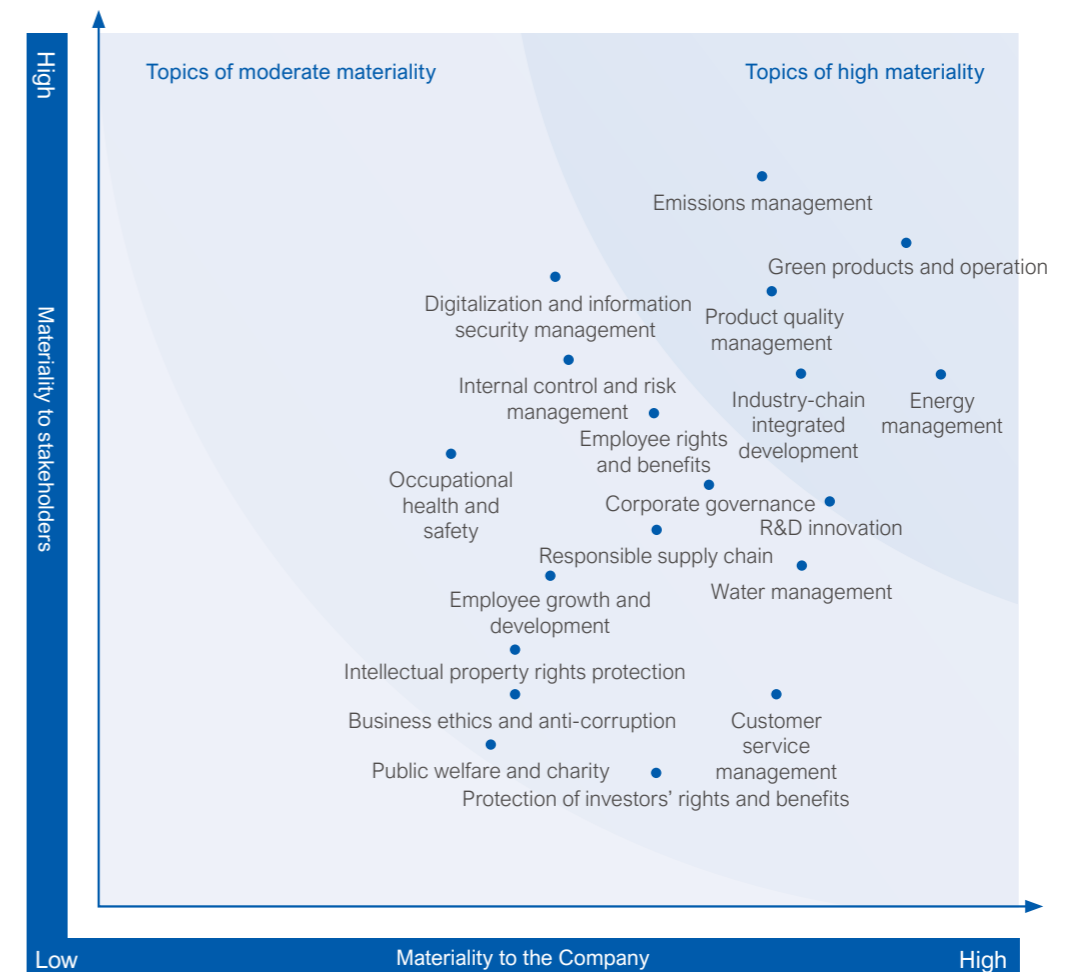 High
Topics of moderate materiality
Topics of high materiality
Emissions management
Green products and operation
Digitalization and information
security management
Product quality
management
Internal control and risk
management
Industry-chain
integrated
development
Energy
management
Employee rights
and benefits
Occupational
health and
safety
Corporate governance
R&D innovation
Responsible supply chain
Water management
Employee growth and
development
Intellectual property rights protection
Business ethics and anti-corruption
Customer
service
management
Public welfare and charity
Protection of investors’ rights and benefits
Materiality to stakeholders
Low
Materiality to the Company
High